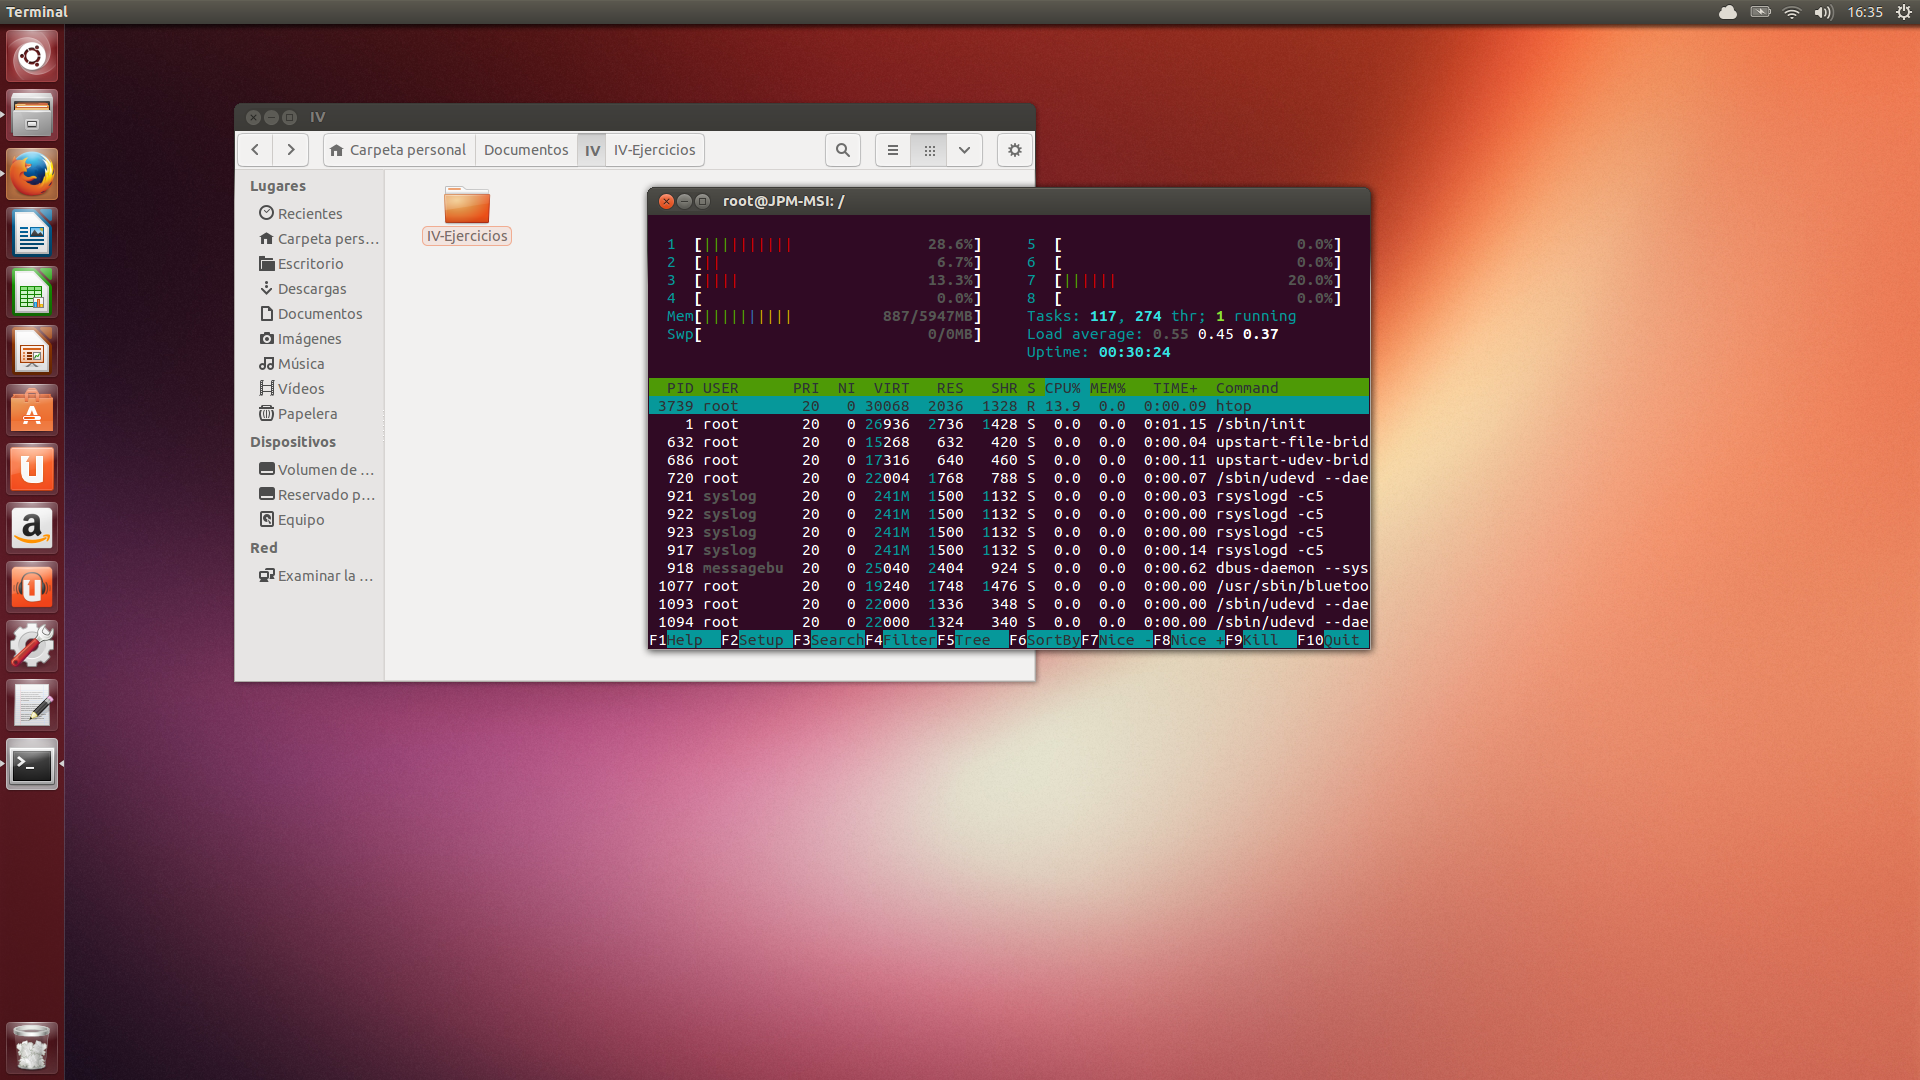 Terminal
16:35
IV
Carpeta personal Documentos IV IV-Ejercicios
Lugares
Recientes
Carpeta pers...
Escritorio
Descargas
Documentos
Imágenes
Música
Vídeos
Papelera
Dispositivos
Volumen de ...
Reservado p...
Equipo
Red
Examinar la ...
IV-Ejercicios
root@JPM-MSI: /
1 [|||||||||| 28.6%] 5 [ 0.0%]
2 [|| 6.7%] 6 [ 0.0%]
3 [|||| 13.3%] 7 [|||||| 20.0%]
4 [ 0.0%] 8 [ 0.0%]
Mem[|||||||||| 887/5947MB] Tasks: 117, 274 thr; 1 running
Swp[ 0/0MB] Load average: 0.55 0.45 0.37
Uptime: 00:30:24
PID USER PRI NI VIRT RES SHR S CPU% MEM% TIME+ Command
3739 root 20 0 30068 2036 1328 R 13.9 0.0 0:00.09 htop
1 root 20 0 26936 2736 1428 S 0.0 0.0 0:01.15 /sbin/init
632 root 20 0 15268 632 420 S 0.0 0.0 0:00.04 upstart-file-brid
686 root 20 0 17316 640 460 S 0.0 0.0 0:00.11 upstart-udev-brid
720 root 20 0 22004 1768 788 S 0.0 0.0 0:00.07 /sbin/udevd --dae
921 syslog 20 0 241M 1500 1132 S 0.0 0.0 0:00.03 rsyslogd -c5
922 syslog 20 0 241M 1500 1132 S 0.0 0.0 0:00.00 rsyslogd -c5
923 syslog 20 0 241M 1500 1132 S 0.0 0.0 0:00.00 rsyslogd -c5
917 syslog 20 0 241M 1500 1132 S 0.0 0.0 0:00.14 rsyslogd -c5
918 messagebu 20 0 25040 2404 924 S 0.0 0.0 0:00.62 dbus-daemon --sys
1077 root 20 0 19240 1748 1476 S 0.0 0.0 0:00.00 /usr/sbin/bluetoo
1093 root 20 0 22000 1336 348 S 0.0 0.0 0:00.00 /sbin/udevd --dae
1094 root 20 0 22000 1324 340 S 0.0 0.0 0:00.00 /sbin/udevd --dae
F1Help F2Setup F3SearchF4FilterF5Tree F6SortByF7Nice -F8Nice +F9Kill F10Quit